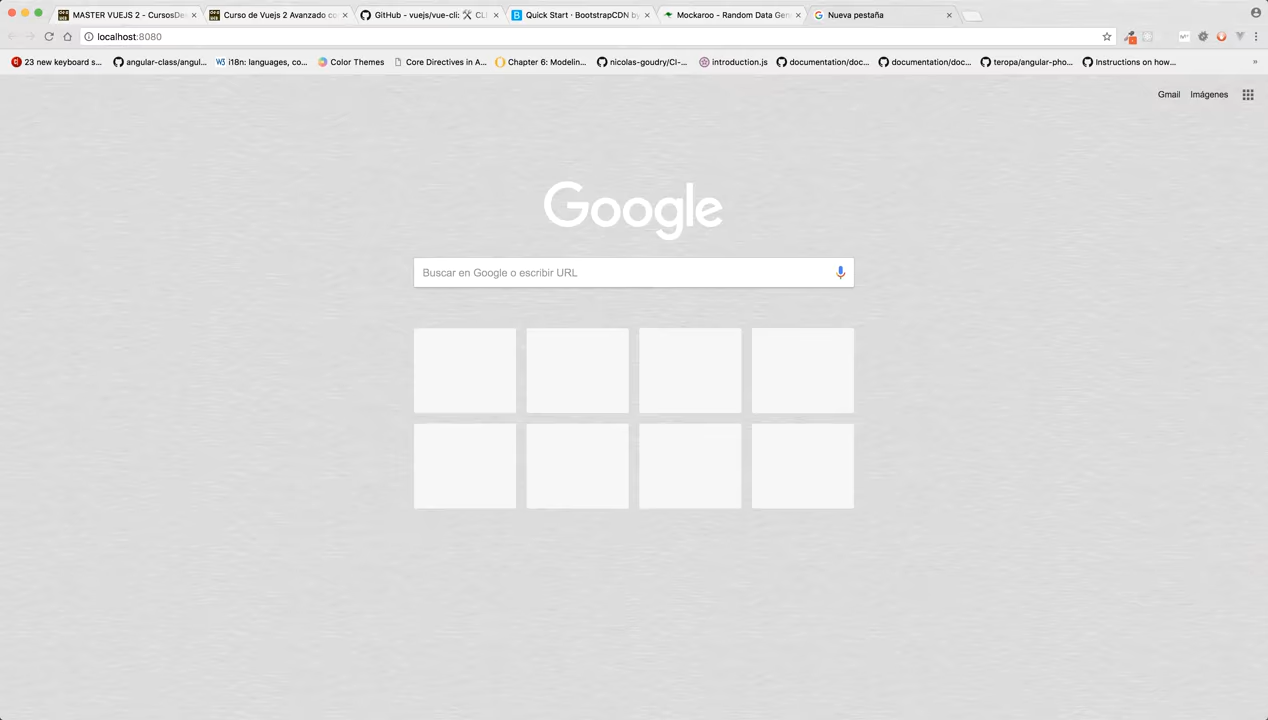 MASTER VUEJS 2 - CursosDe
Curso de Vuejs 2 Avanzado co
GitHub - vuejs/vue-cli: 🛠 CL
Quick Start · BootstrapCDN by
Mockaroo - Random Data Gen
Nueva pestaña
localhost:8080
23 new keyboard s...
angular-class/angul...
i18n: languages, co...
Color Themes
Core Directives in A...
Chapter 6: Modelin...
nicolas-goudry/CI-...
introduction.js
documentation/doc...
documentation/doc...
teropa/angular-pho...
Instructions on how...
»
Gmail
Imágenes
Google
Buscar en Google o escribir URL